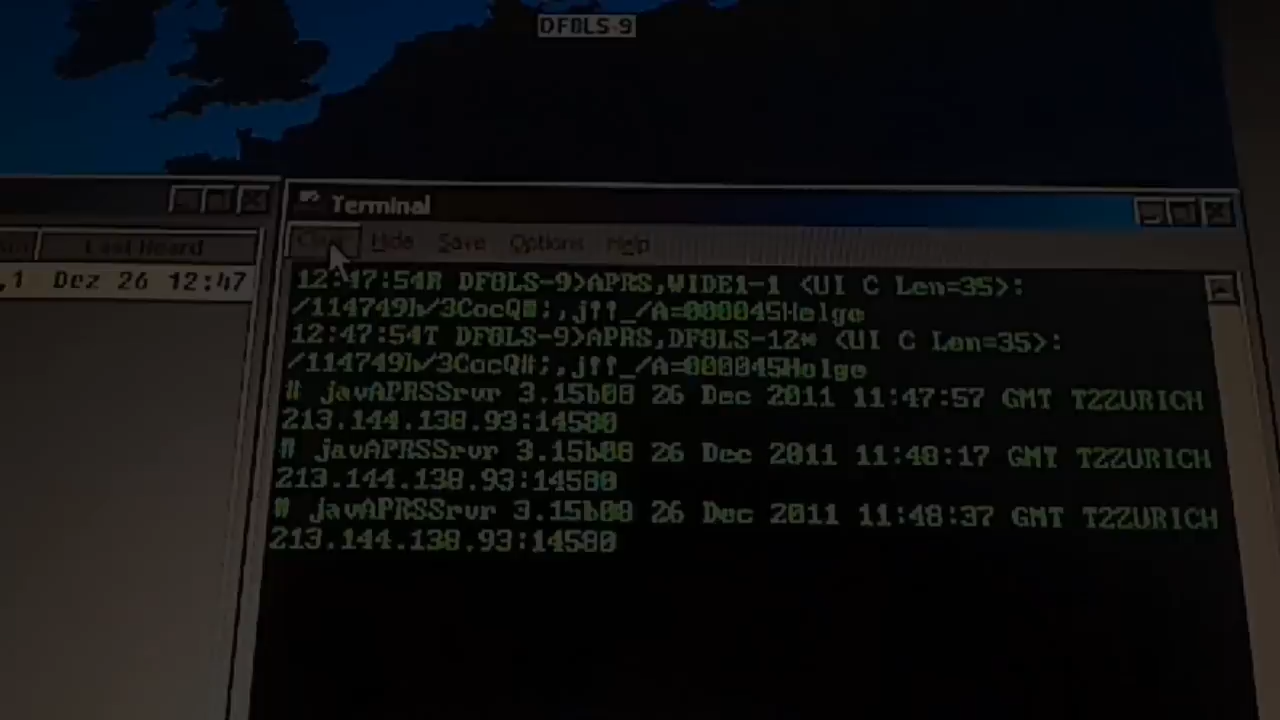 DF8LS-9
Last Heard
,1 Dez 26 12:47
Terminal
Clear Hide Save Options Help
12:47:54R DF8LS-9>APRS,WIDE1-1 <UI C Len=35>:
12:47:54T DF8LS-9>APRS,DF8LS-12* <UI C Len=35>:
# javAPRSSrvr 3.15b08 26 Dec 2011 11:47:57 GMT T2ZURICH
213.144.138.93:14580
# javAPRSSrvr 3.15b08 26 Dec 2011 11:48:17 GMT T2ZURICH
213.144.138.93:14580
# javAPRSSrvr 3.15b08 26 Dec 2011 11:48:37 GMT T2ZURICH
213.144.138.93:14580